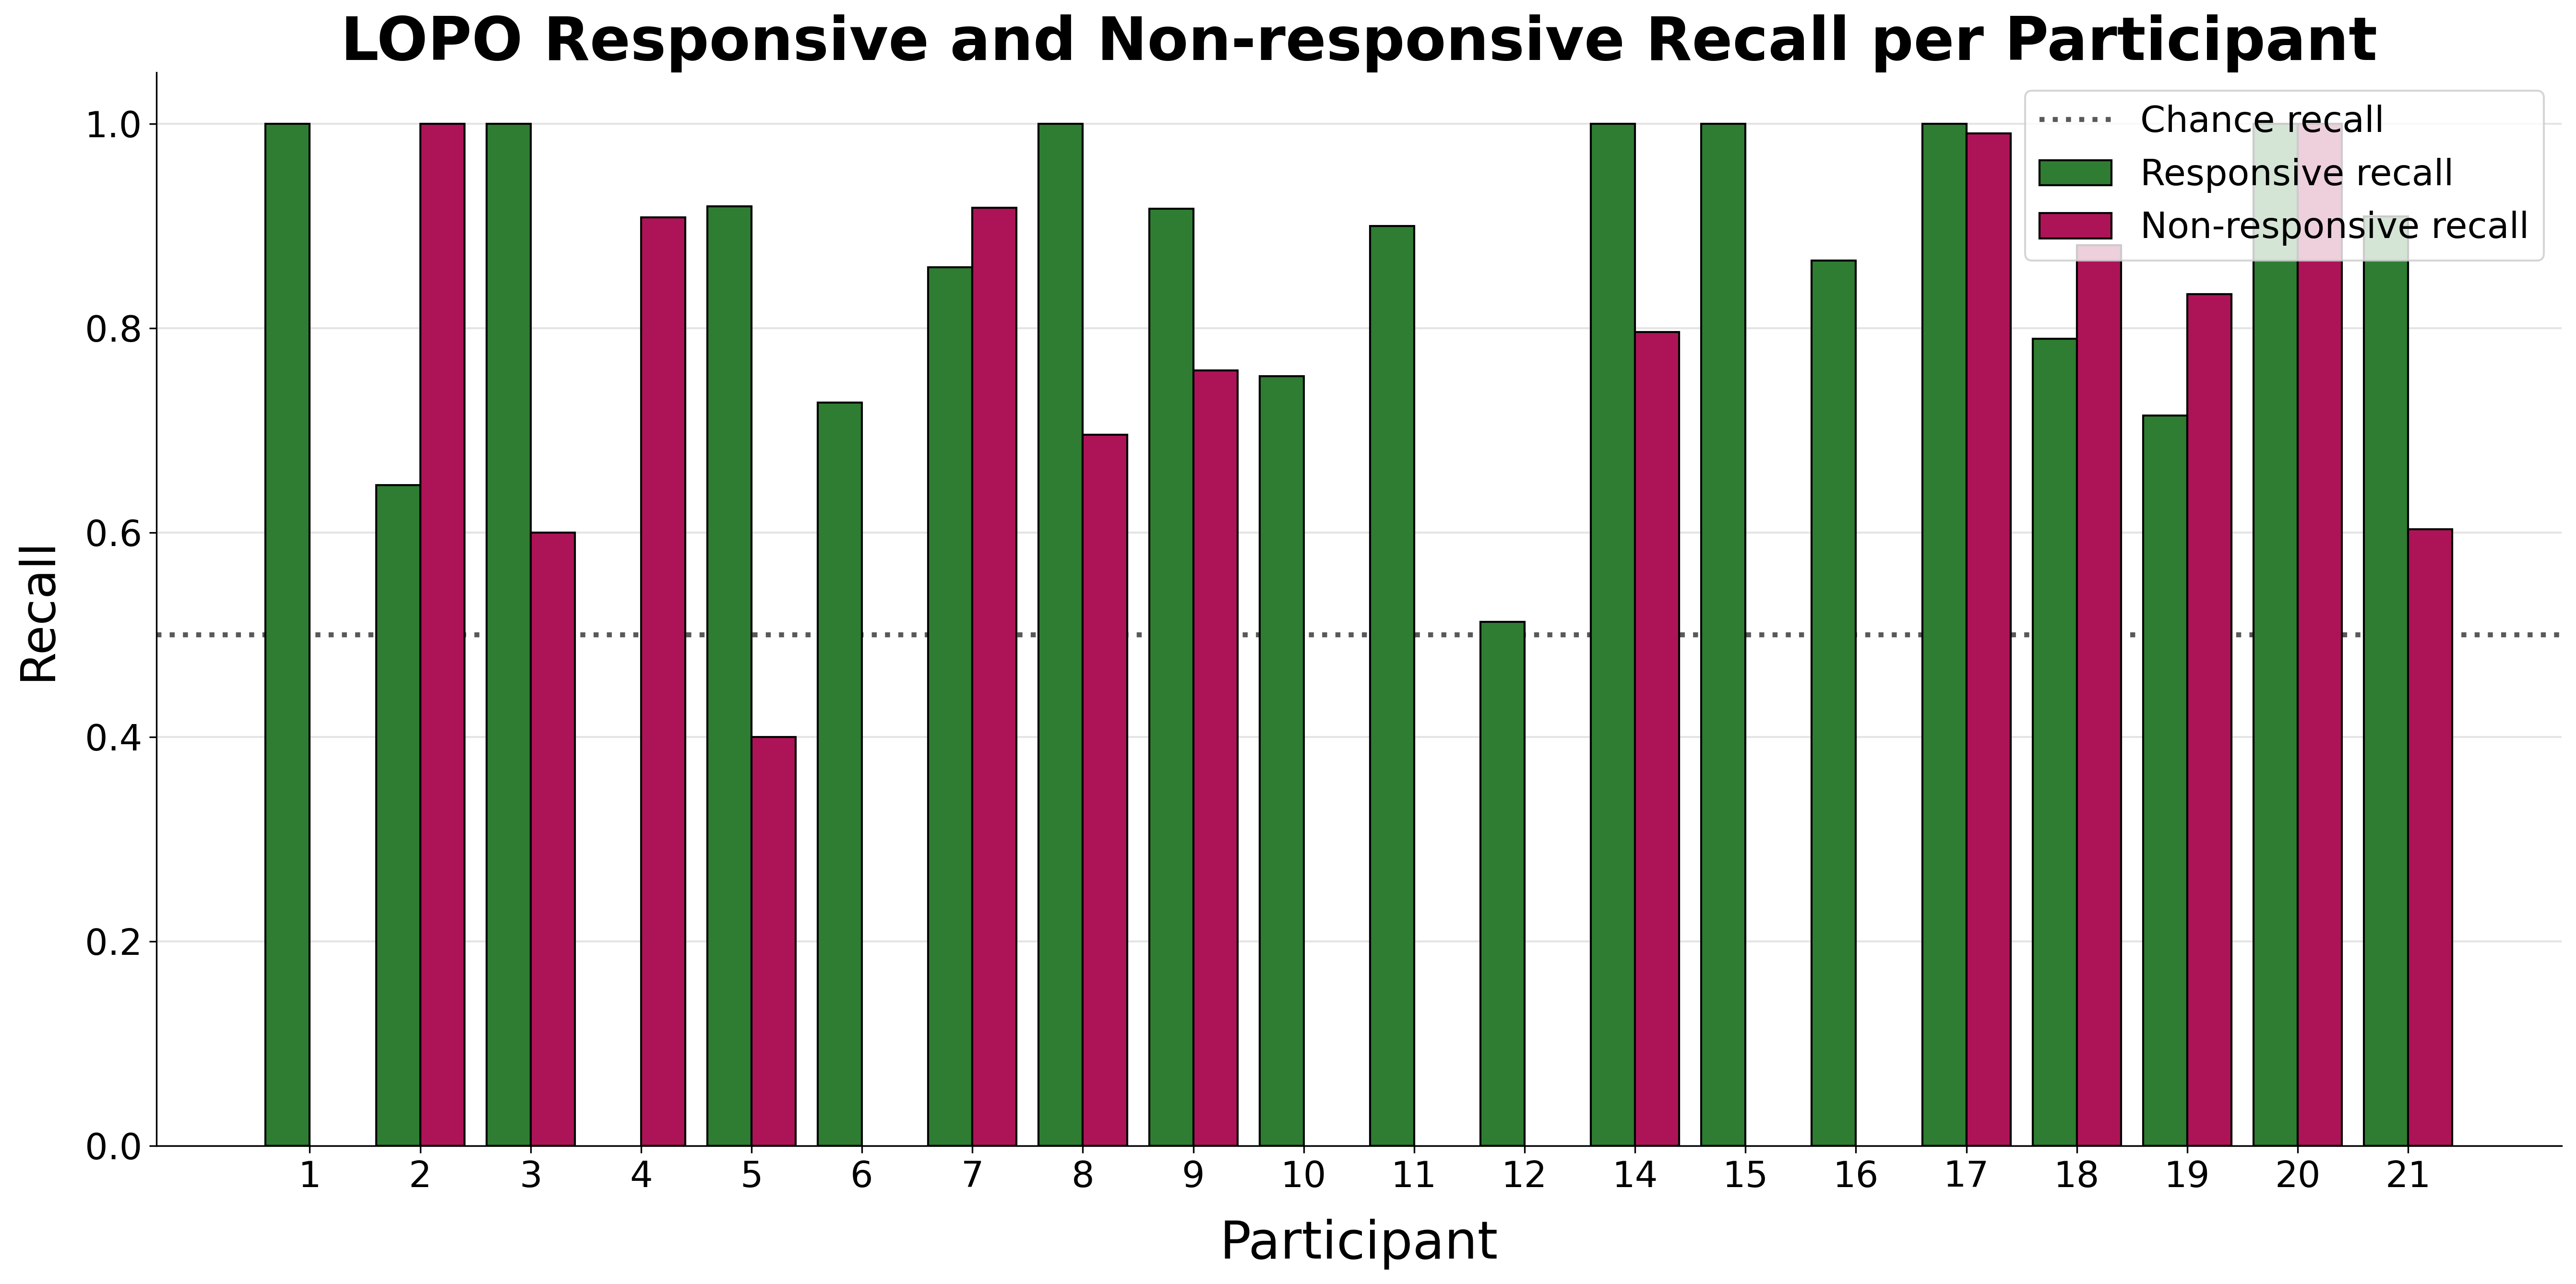 LOPO Responsive and Non-responsive Recall per Participant
Chance recall
Responsive recall
Non-responsive recall
Recall
1.0
0.8
0.6
0.4
0.2
0.0
1 2 3 4 5 6 7 8 9 10 11 12 14 15 16 17 18 19 20 21
Participant